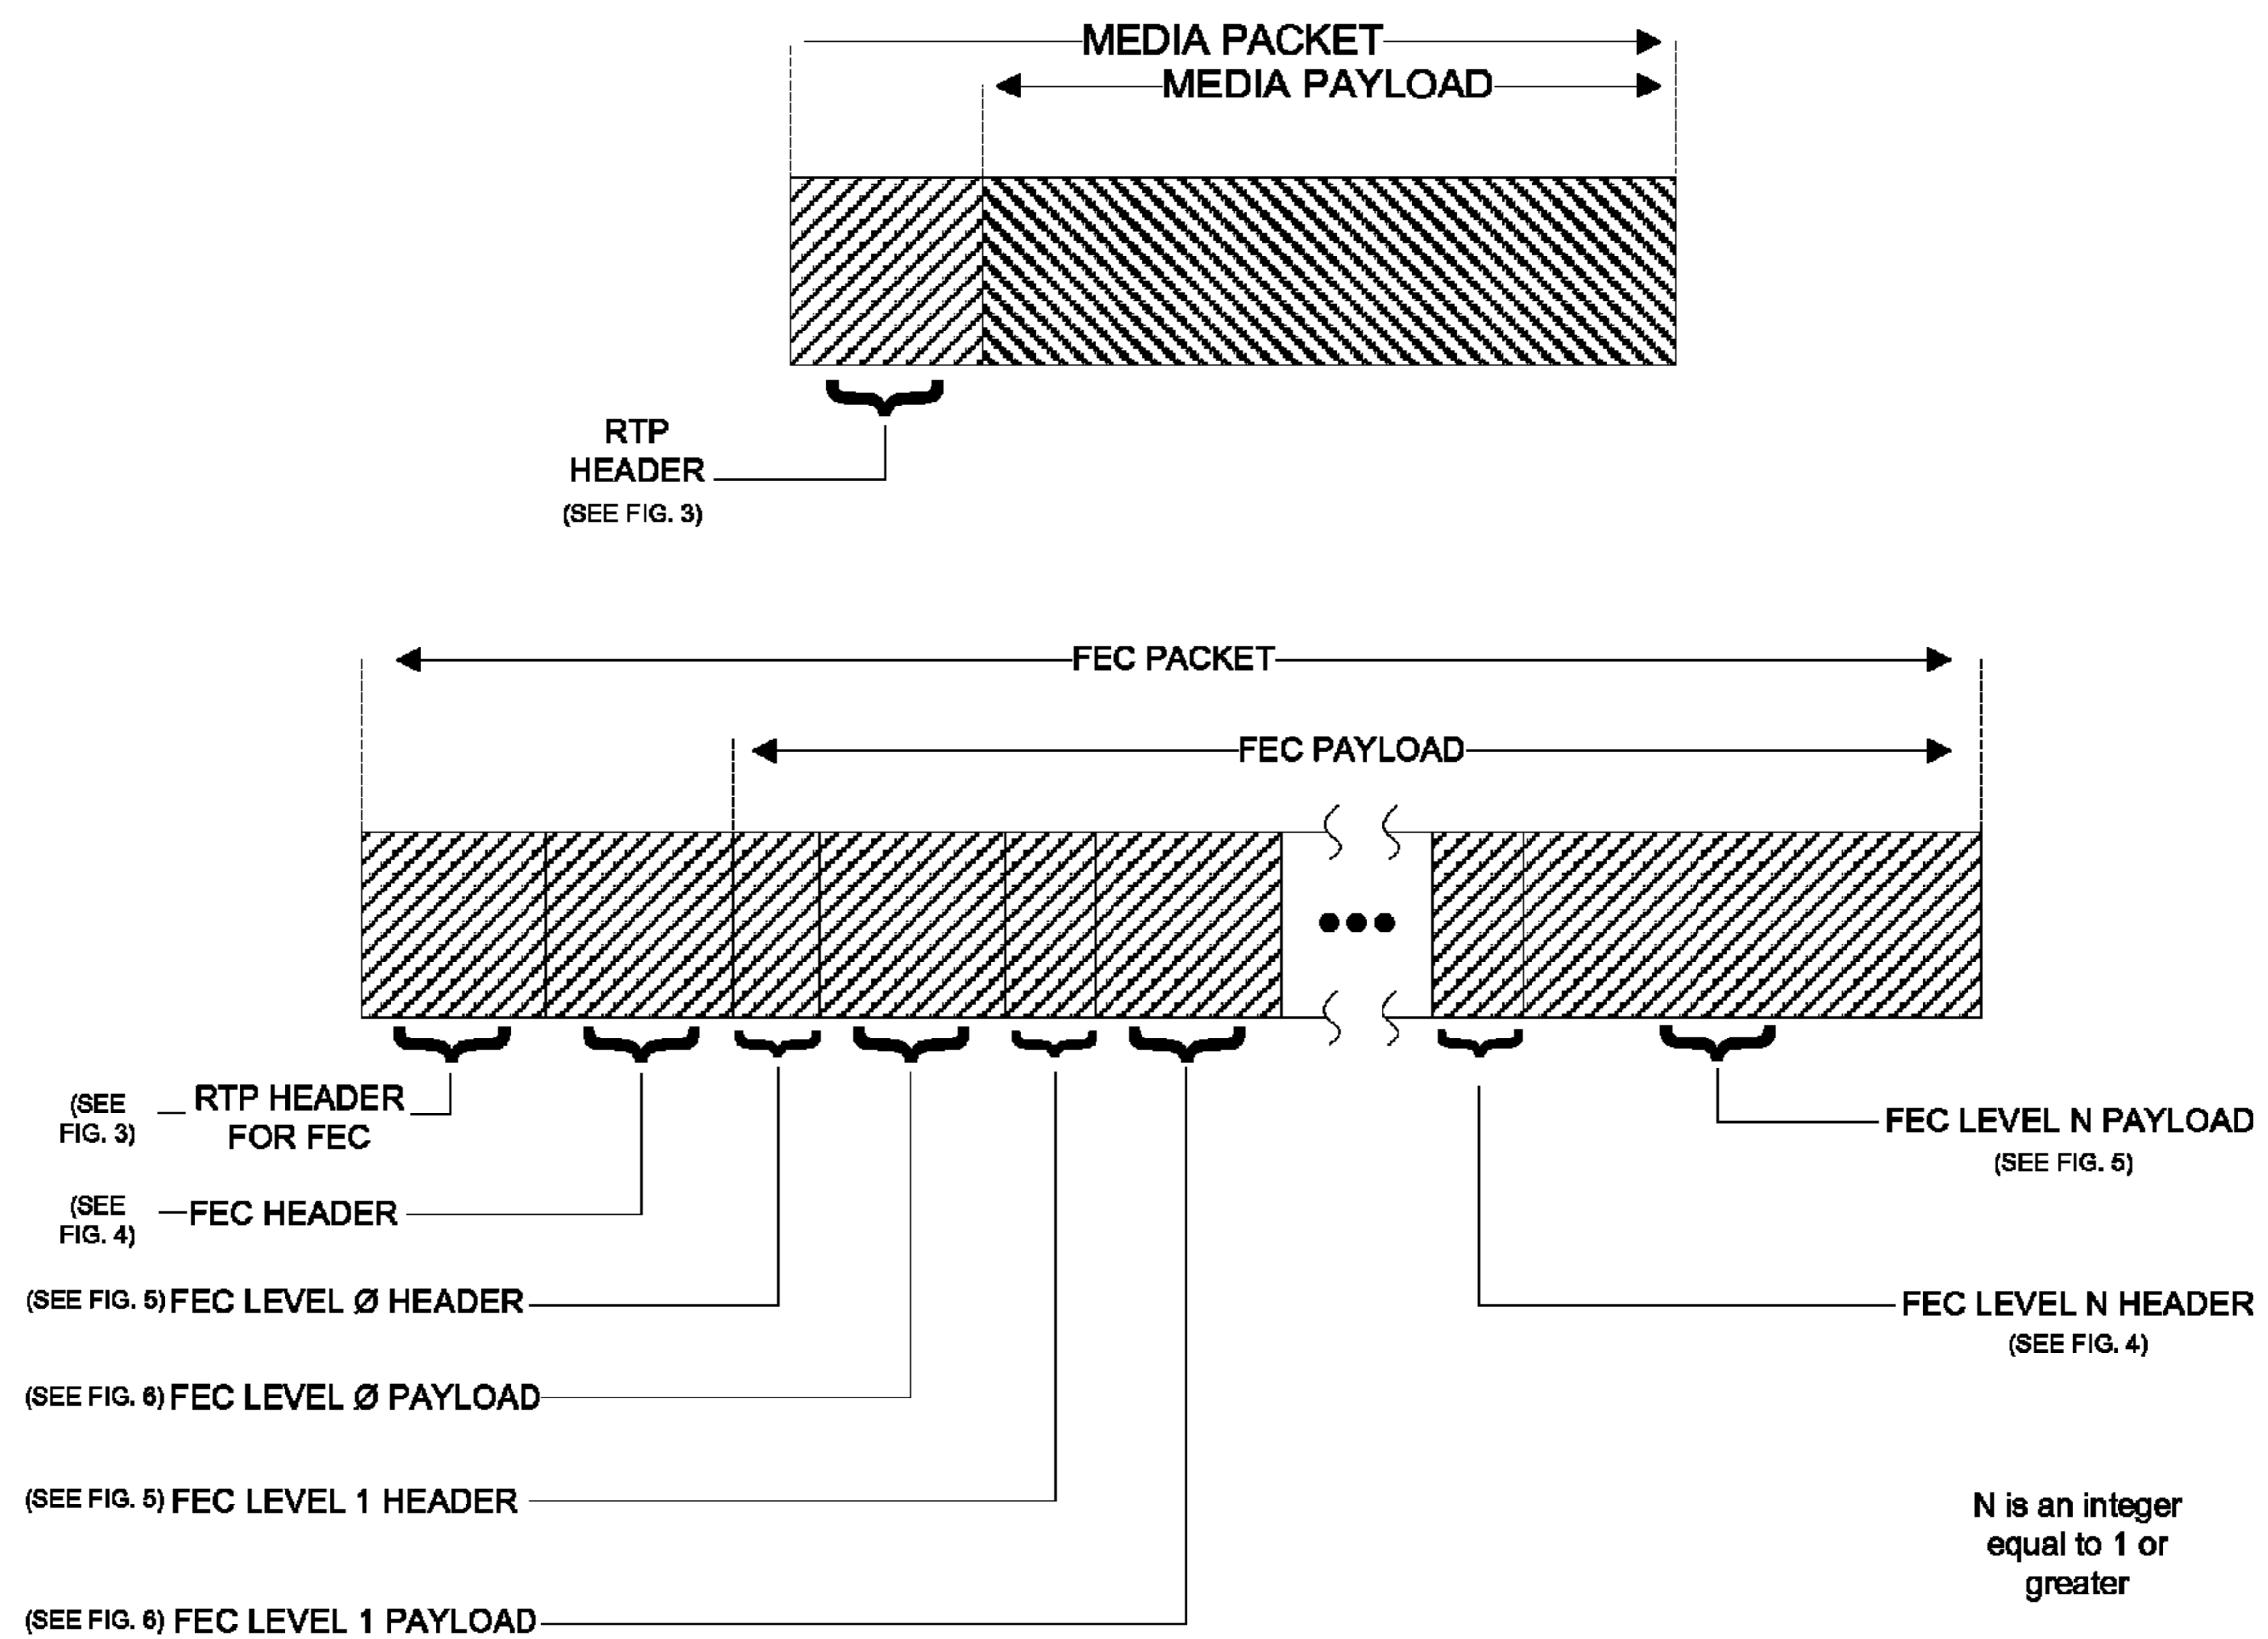 MEDIA PACKET
MEDIA PAYLOAD
RTP
HEADER
(SEE FIG. 3)
FEC PACKET
FEC PAYLOAD
(SEE
FIG. 3)
RTP HEADER
FOR FEC
(SEE
FIG. 4)
FEC HEADER
(SEE FIG. 5) FEC LEVEL Ø HEADER
(SEE FIG. 6) FEC LEVEL Ø PAYLOAD
(SEE FIG. 5) FEC LEVEL 1 HEADER
(SEE FIG. 6) FEC LEVEL 1 PAYLOAD
FEC LEVEL N PAYLOAD
(SEE FIG. 5)
FEC LEVEL N HEADER
(SEE FIG. 4)
N is an integer
equal to 1 or
greater